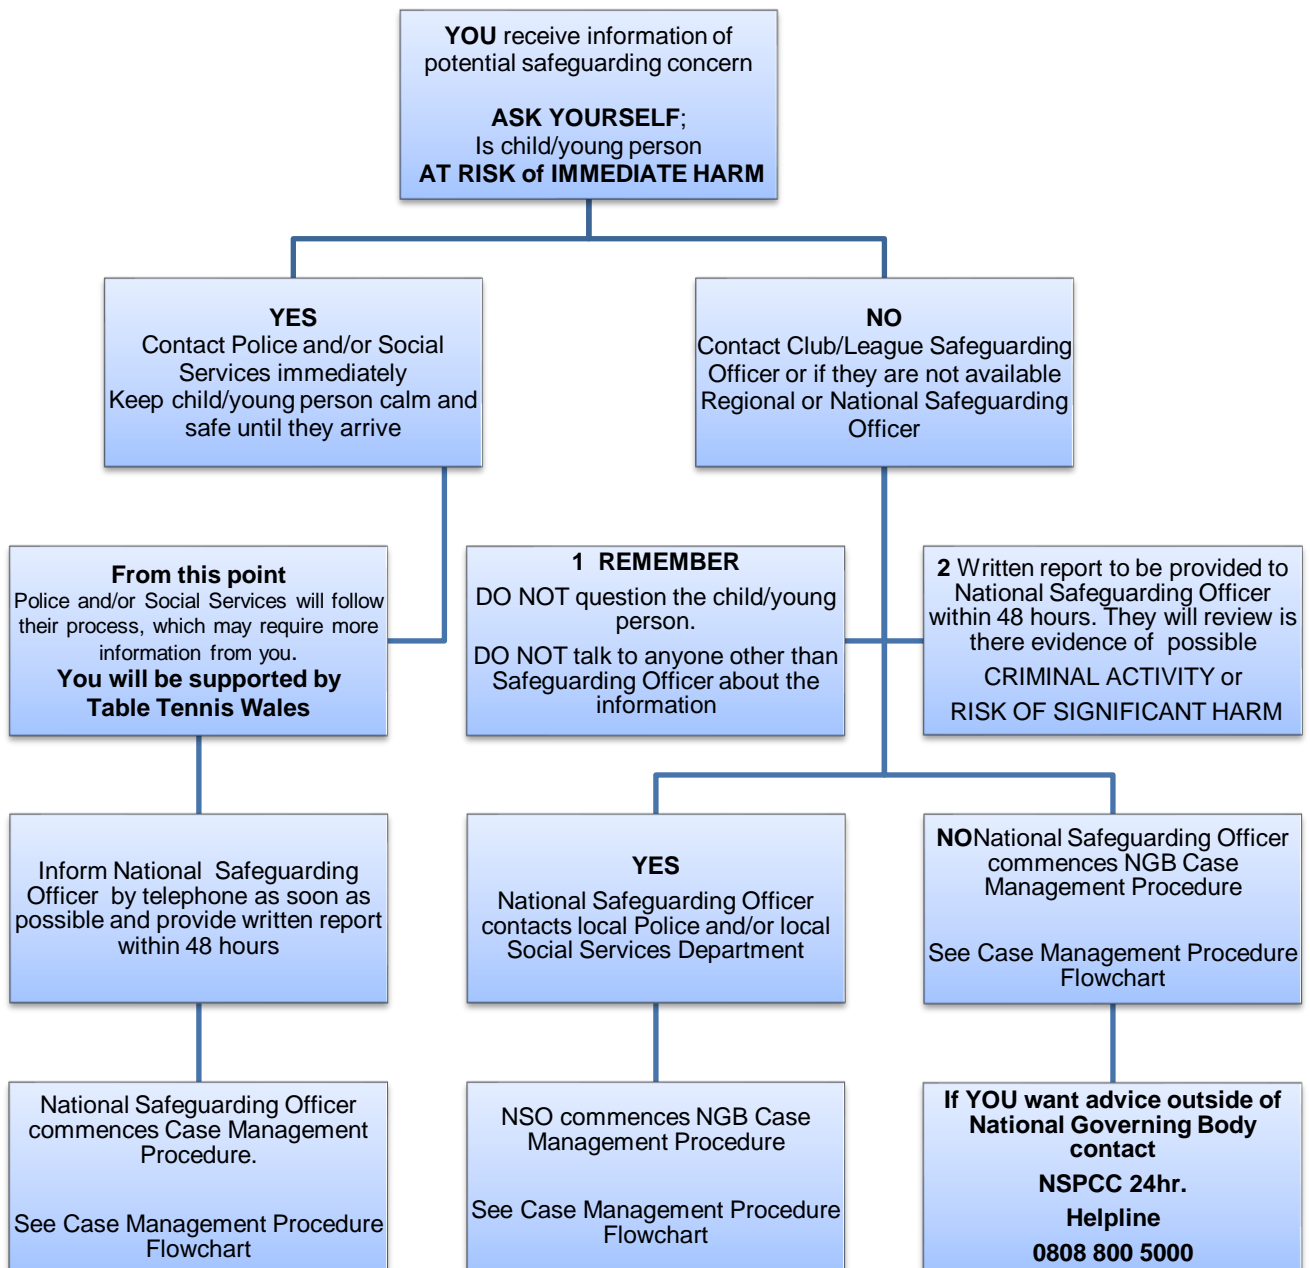 YOU receive information of
potential safeguarding concern
ASK YOURSELF;
Is child/young person
AT RISK of IMMEDIATE HARM
YES
Contact Police and/or Social
Services immediately
Keep child/young person calm and
safe until they arrive
NO
Contact Club/League Safeguarding
Officer or if they are not available
Regional or National Safeguarding
Officer
From this point
Police and/or Social Services will follow
their process, which may require more
information from you.
You will be supported by
Table Tennis Wales
1 REMEMBER
DO NOT question the child/young
person.
DO NOT talk to anyone other than
Safeguarding Officer about the
information
2 Written report to be provided to
National Safeguarding Officer
within 48 hours. They will review is
there evidence of possible
CRIMINAL ACTIVITY or
RISK OF SIGNIFICANT HARM
Inform National Safeguarding
Officer by telephone as soon as
possible and provide written report
within 48 hours
YES
National Safeguarding Officer
contacts local Police and/or local
Social Services Department
NONational Safeguarding Officer
commences NGB Case
Management Procedure
See Case Management Procedure
Flowchart
National Safeguarding Officer
commences Case Management
Procedure.
See Case Management Procedure
Flowchart
NSO commences NGB Case
Management Procedure
See Case Management Procedure
Flowchart
If YOU want advice outside of
National Governing Body
contact
NSPCC 24hr.
Helpline
0808 800 5000